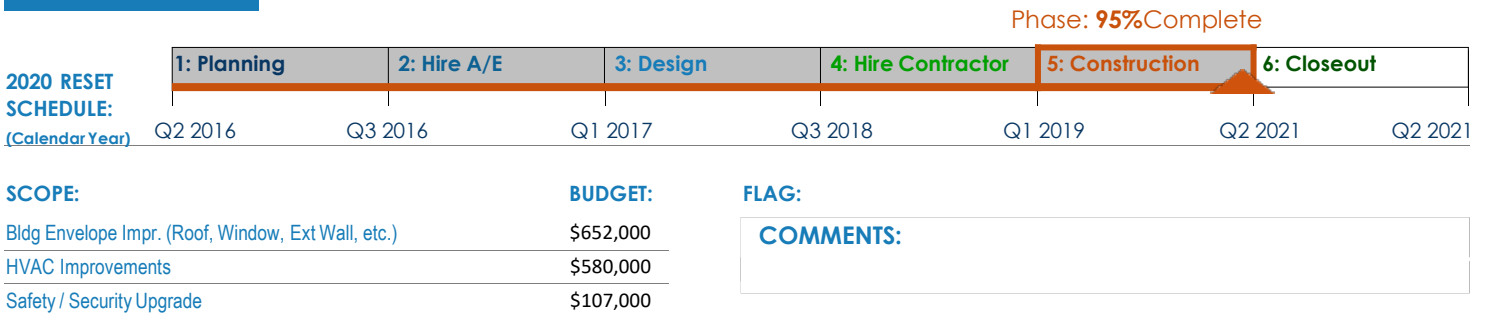 Phase: 95%Complete
1: Planning 2: Hire A/E 3: Design 4: Hire Contractor 5: Construction 6: Closeout
2020 RESET
SCHEDULE:
(Calendar Year) Q2 2016 Q3 2016 Q1 2017 Q3 2018 Q1 2019 Q2 2021 Q2 2021
SCOPE: BUDGET: FLAG:
Bldg Envelope Impr. (Roof, Window, Ext Wall, etc.) $652,000 COMMENTS:
HVAC Improvements $580,000
Safety / Security Upgrade $107,000